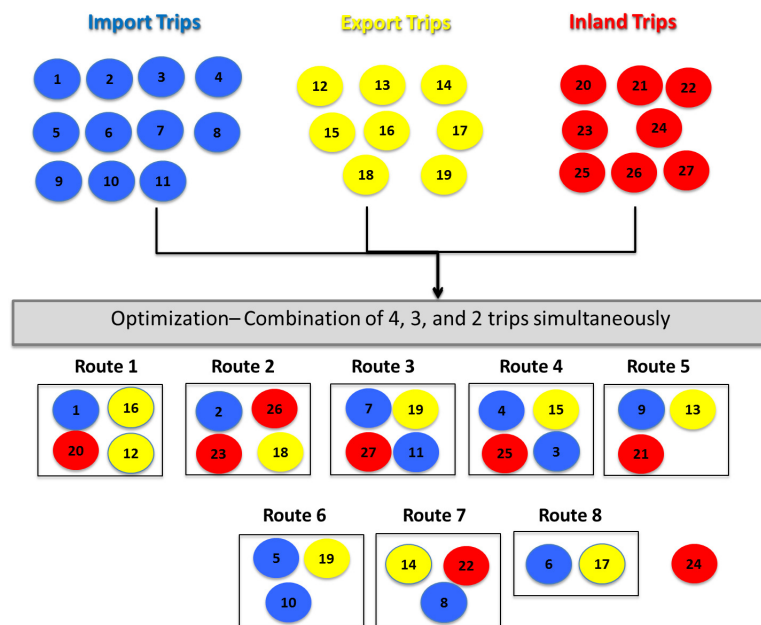 Import Trips Export Trips Inland Trips
1 2 3 4 12 13 14 20 21 22
5 6 7 8 15 16 17 23 24
9 10 11 18 19 25 26 27
Optimization– Combination of 4, 3, and 2 trips simultaneously
Route 1 Route 2 Route 3 Route 4 Route 5
1 16 2 26 7 19 4 15 9 13
20 12 23 18 27 11 25 3 21
Route 6 Route 7 Route 8
5 19 14 22 6 17 24
10 8